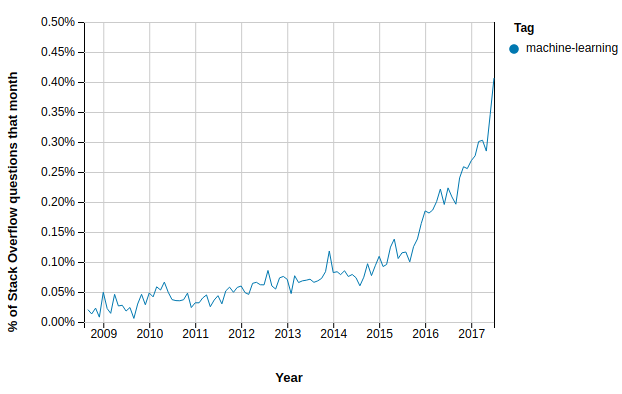 Tag
machine-learning
% of Stack Overflow questions that month
0.50%
0.45%
0.40%
0.35%
0.30%
0.25%
0.20%
0.15%
0.10%
0.05%
0.00%
2009 2010 2011 2012 2013 2014 2015 2016 2017
Year